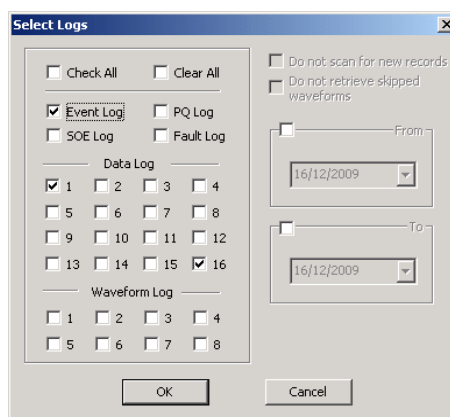 Select Logs
Check All Clear All
Event Log PQ Log
SOE Log Fault Log
Data Log
1 2 3 4
5 6 7 8
9 10 11 12
13 14 15 16
Waveform Log
1 2 3 4
5 6 7 8
Do not scan for new records
Do not retrieve skipped
waveforms
From
16/12/2009
To
16/12/2009
OK Cancel